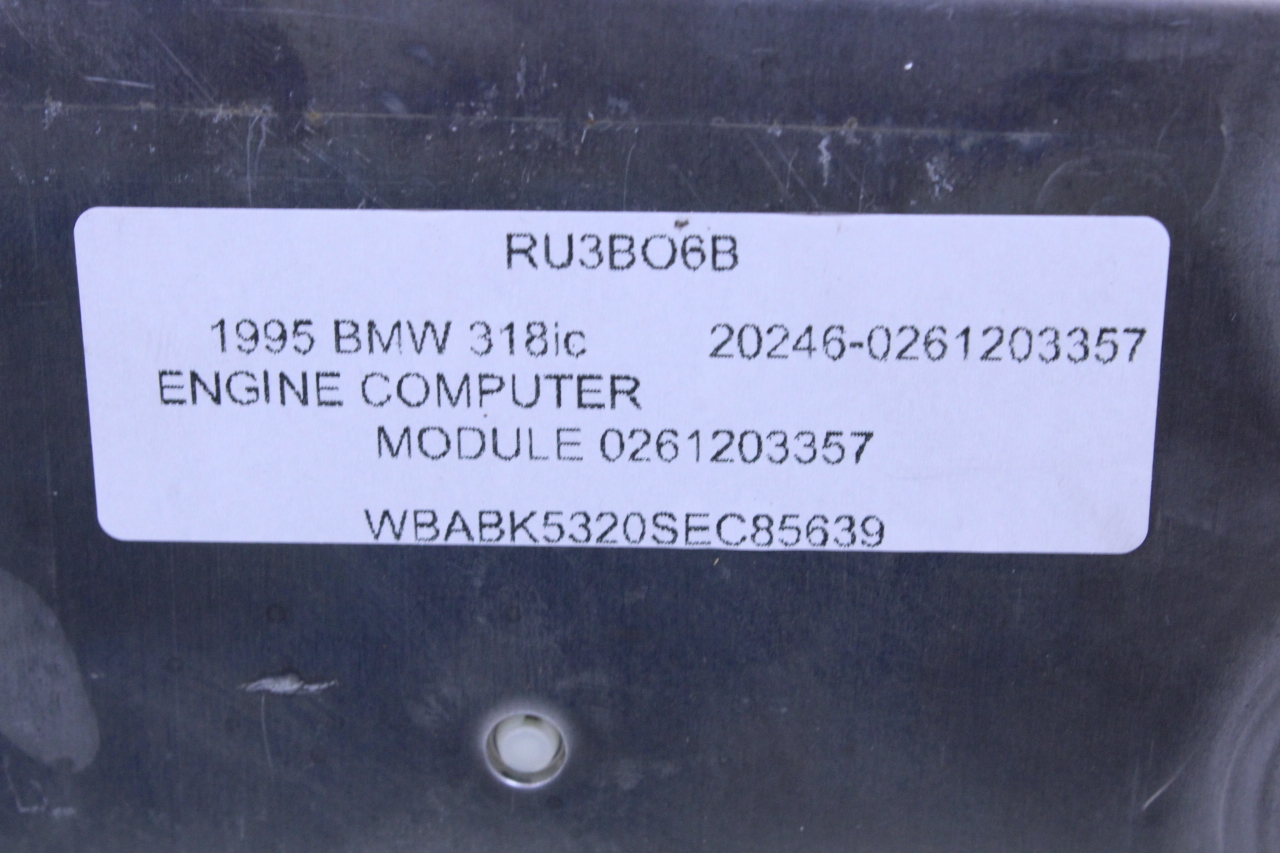 RU3BO6B
1995 BMW 318ic 20246-0261203357
ENGINE COMPUTER
MODULE 0261203357
WBABK5320SEC85639